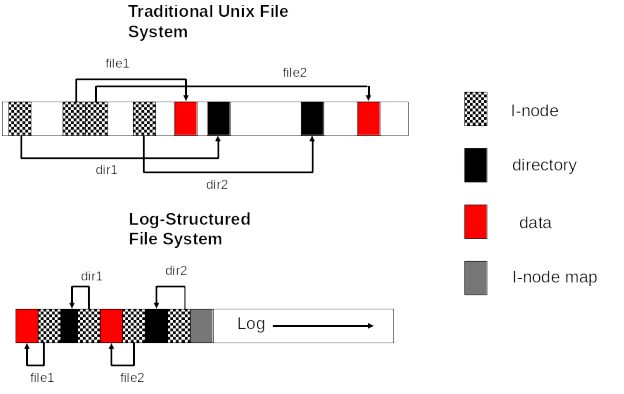 Traditional Unix File
System
file1
file2
dir1
dir2
Log-Structured
File System
dir1
dir2
Log
file1
file2
I-node
directory
data
I-node map